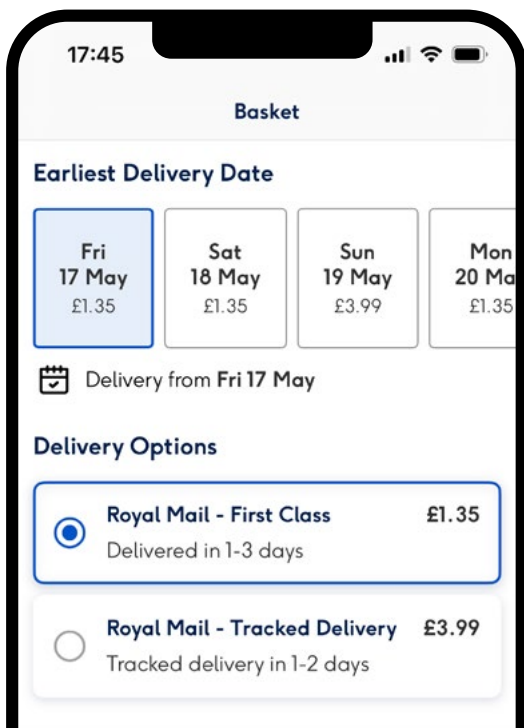 17:45
Basket
Earliest Delivery Date
Fri Sat Sun Mon
17 May 18 May 19 May 20 Ma
£1.35 £1.35 £3.99 £1.35
Delivery from Fri 17 May
Delivery Options
Royal Mail - First Class £1.35
Delivered in 1-3 days
Royal Mail - Tracked Delivery £3.99
Tracked delivery in 1-2 days